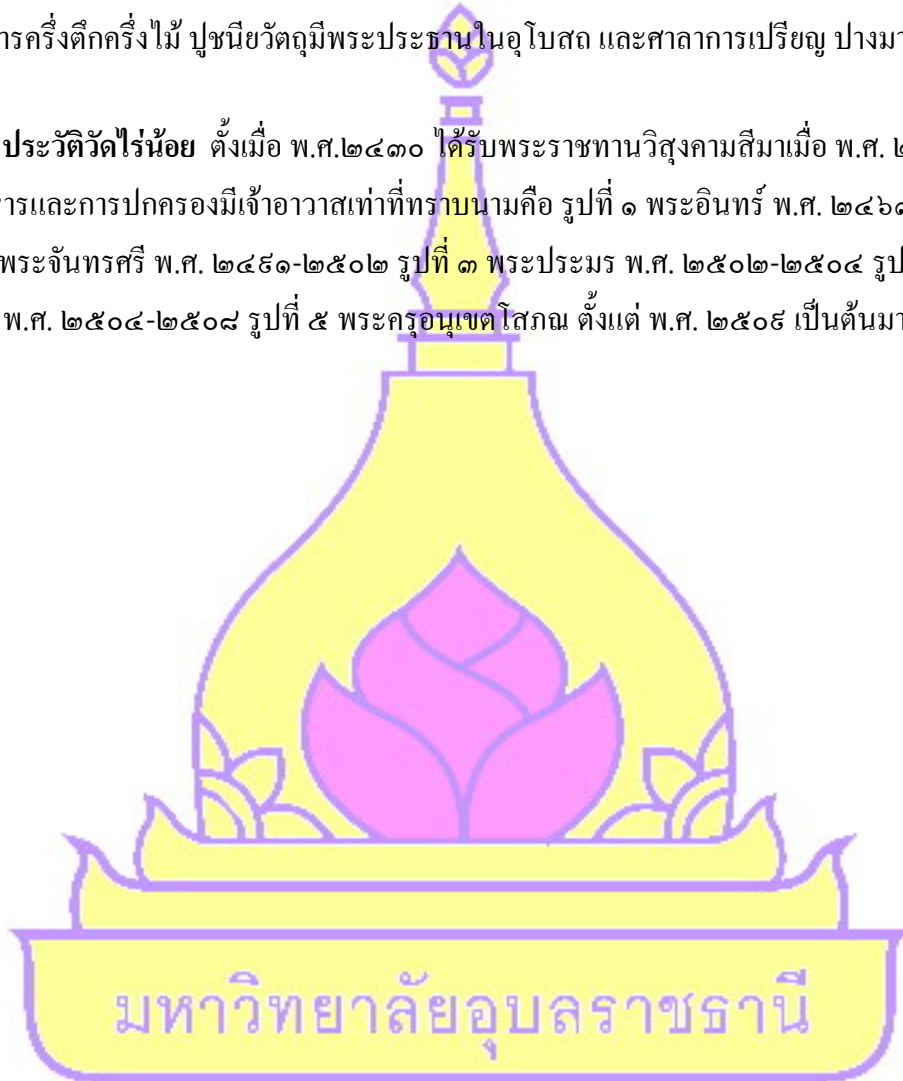 ารครึ่งตึกครึ่งไม้ ปูชนียวัตถุมีพระประธานในอุโบสถ และศาลาการเปรียญ ปางมา
ประวัติวัดไร่น้อย ตั้งเมื่อ พ.ศ.๒๔๓๐ ได้รับพระราชทานวิสุงคามสีมาเมื่อ พ.ศ. ๒
ารและการปกครองมีเจ้าอาวาสเท่าที่ทราบนามคือ รูปที่ ๑ พระอินทร์ พ.ศ. ๒๔๖๑
พระจันทรศรี พ.ศ. ๒๔๕๑-๒๕๐๒ รูปที่ ๓ พระประมร พ.ศ. ๒๕๐๒-๒๕๐๔ รูป
พ.ศ. ๒๕๐๔-๒๕๐๘ รูปที่ ๕ พระครุอนุเขตโสภณ ตั้งแต่ พ.ศ. ๒๕๐๙ เป็นต้นมา
มหาวิทยาลัยอุบลราชธานี